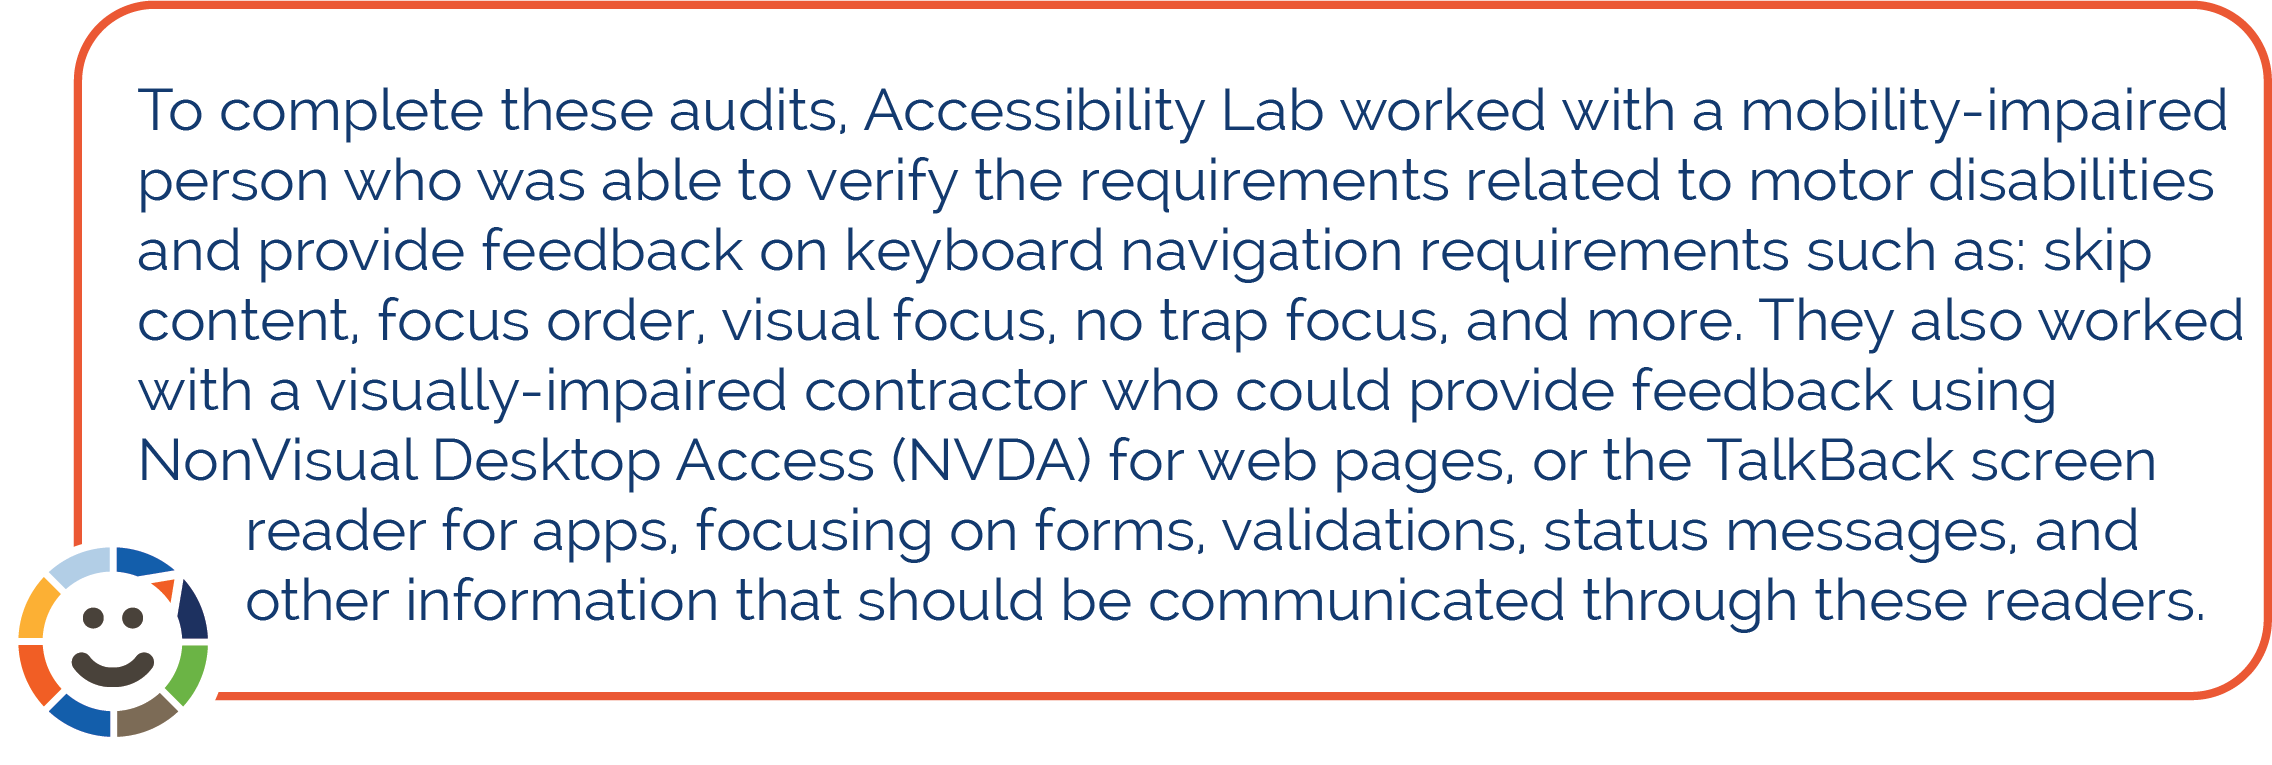 To complete these audits, Accessibility Lab worked with a mobility-impaired
person who was able to verify the requirements related to motor disabilities
and provide feedback on keyboard navigation requirements such as: skip
content, focus order, visual focus, no trap focus, and more. They also worked
with a visually-impaired contractor who could provide feedback using
NonVisual Desktop Access (NVDA) for web pages, or the TalkBack screen
reader for apps, focusing on forms, validations, status messages, and
other information that should be communicated through these readers.